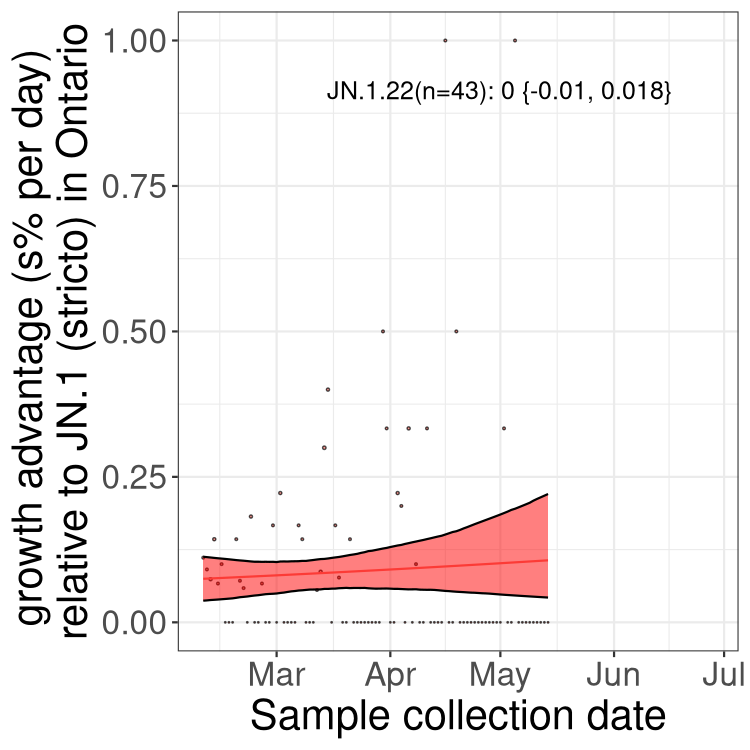 growth advantage (s% per day)
relative to JN.1 (stricto) in Ontario
1.00
0.75
0.50
0.25
0.00
JN.1.22(n=43): 0 {-0.01, 0.018}
Mar Apr May Jun Jul
Sample collection date